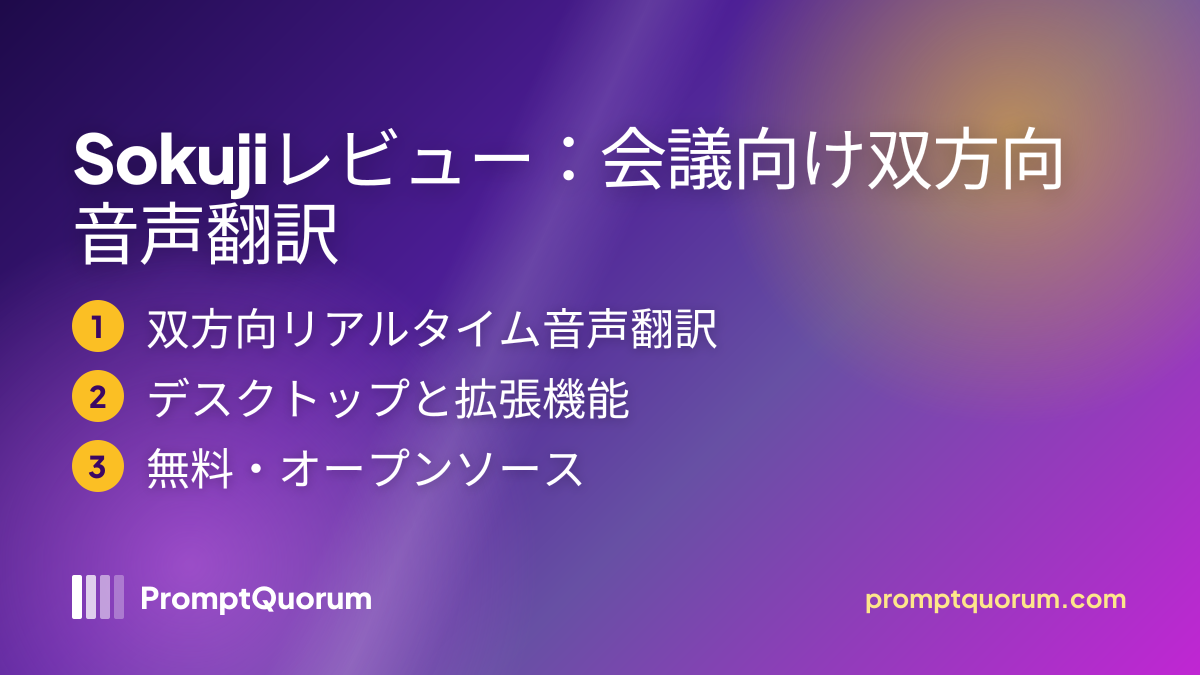 Sokujiレビュー：会議向け双方向
音声翻訳
1 双方向リアルタイム音声翻訳
2 デスクトップと拡張機能
3 無料・オープンソース
PromptQuorum
promptquorum.com